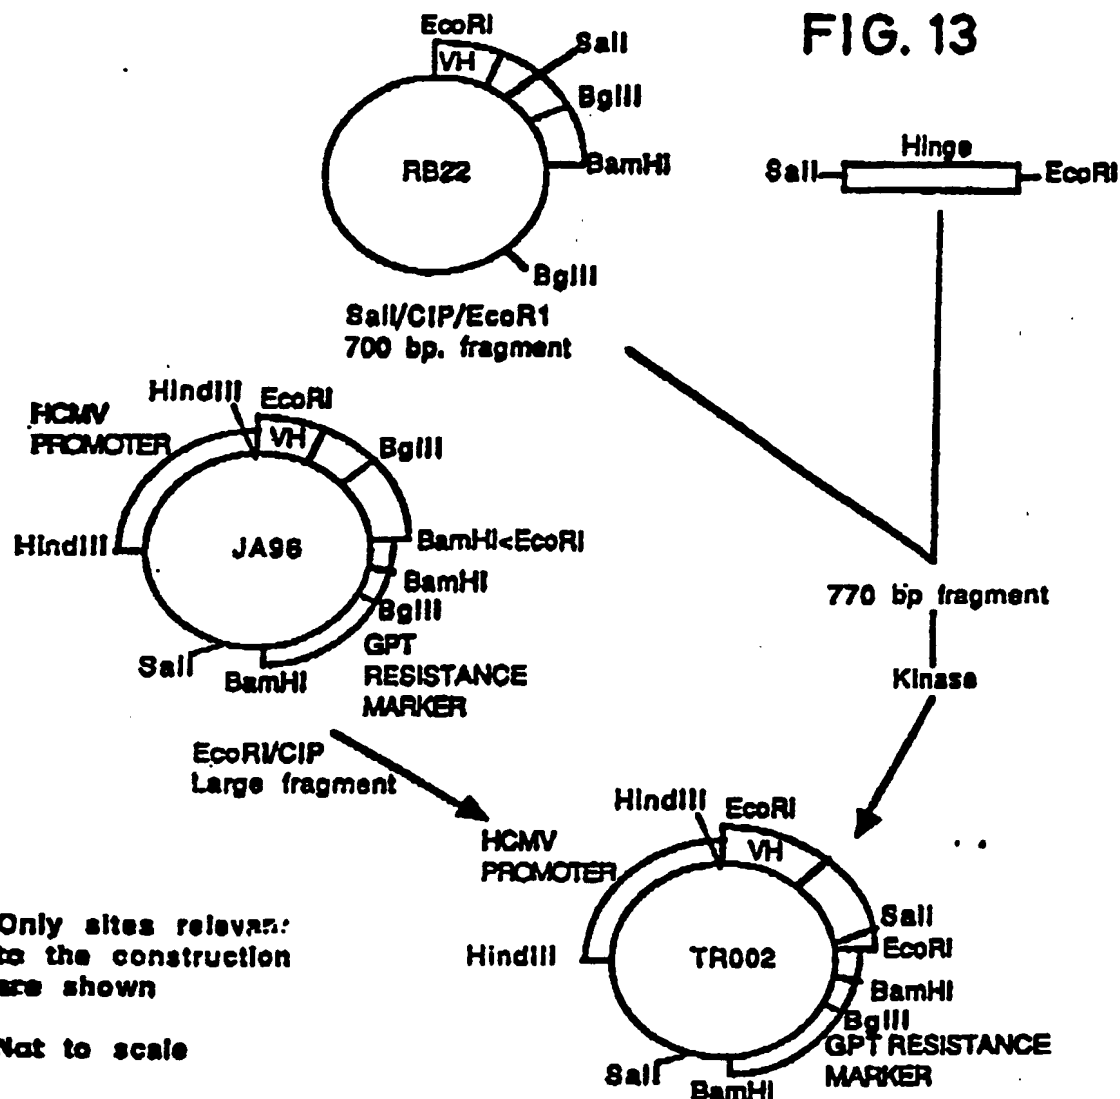 FIG. 13
EcoRI
VH
SalI
BglII
BamHI
RB22
BglII
Hinge
SalI
EcoRI
SalI/CIP/EcoR1
700 bp. fragment
HindIII
EcoRI
HCMV
PROMOTER
VH
BglII
HindIII
JA96
BamHI<EcoRI
BamHI
BglII
GPT
RESISTANCE
MARKER
SalI
BamHI
770 bp fragment
Kinase
EcoRI/CIP
Large fragment
HindIII
EcoRI
HCMV
PROMOTER
VH
SalI
EcoRI
HindIII
TR002
BamHI
BglII
GPT RESISTANCE
MARKER
SalI
BamHI
Only sites relevant
to the construction
are shown
Not to scale